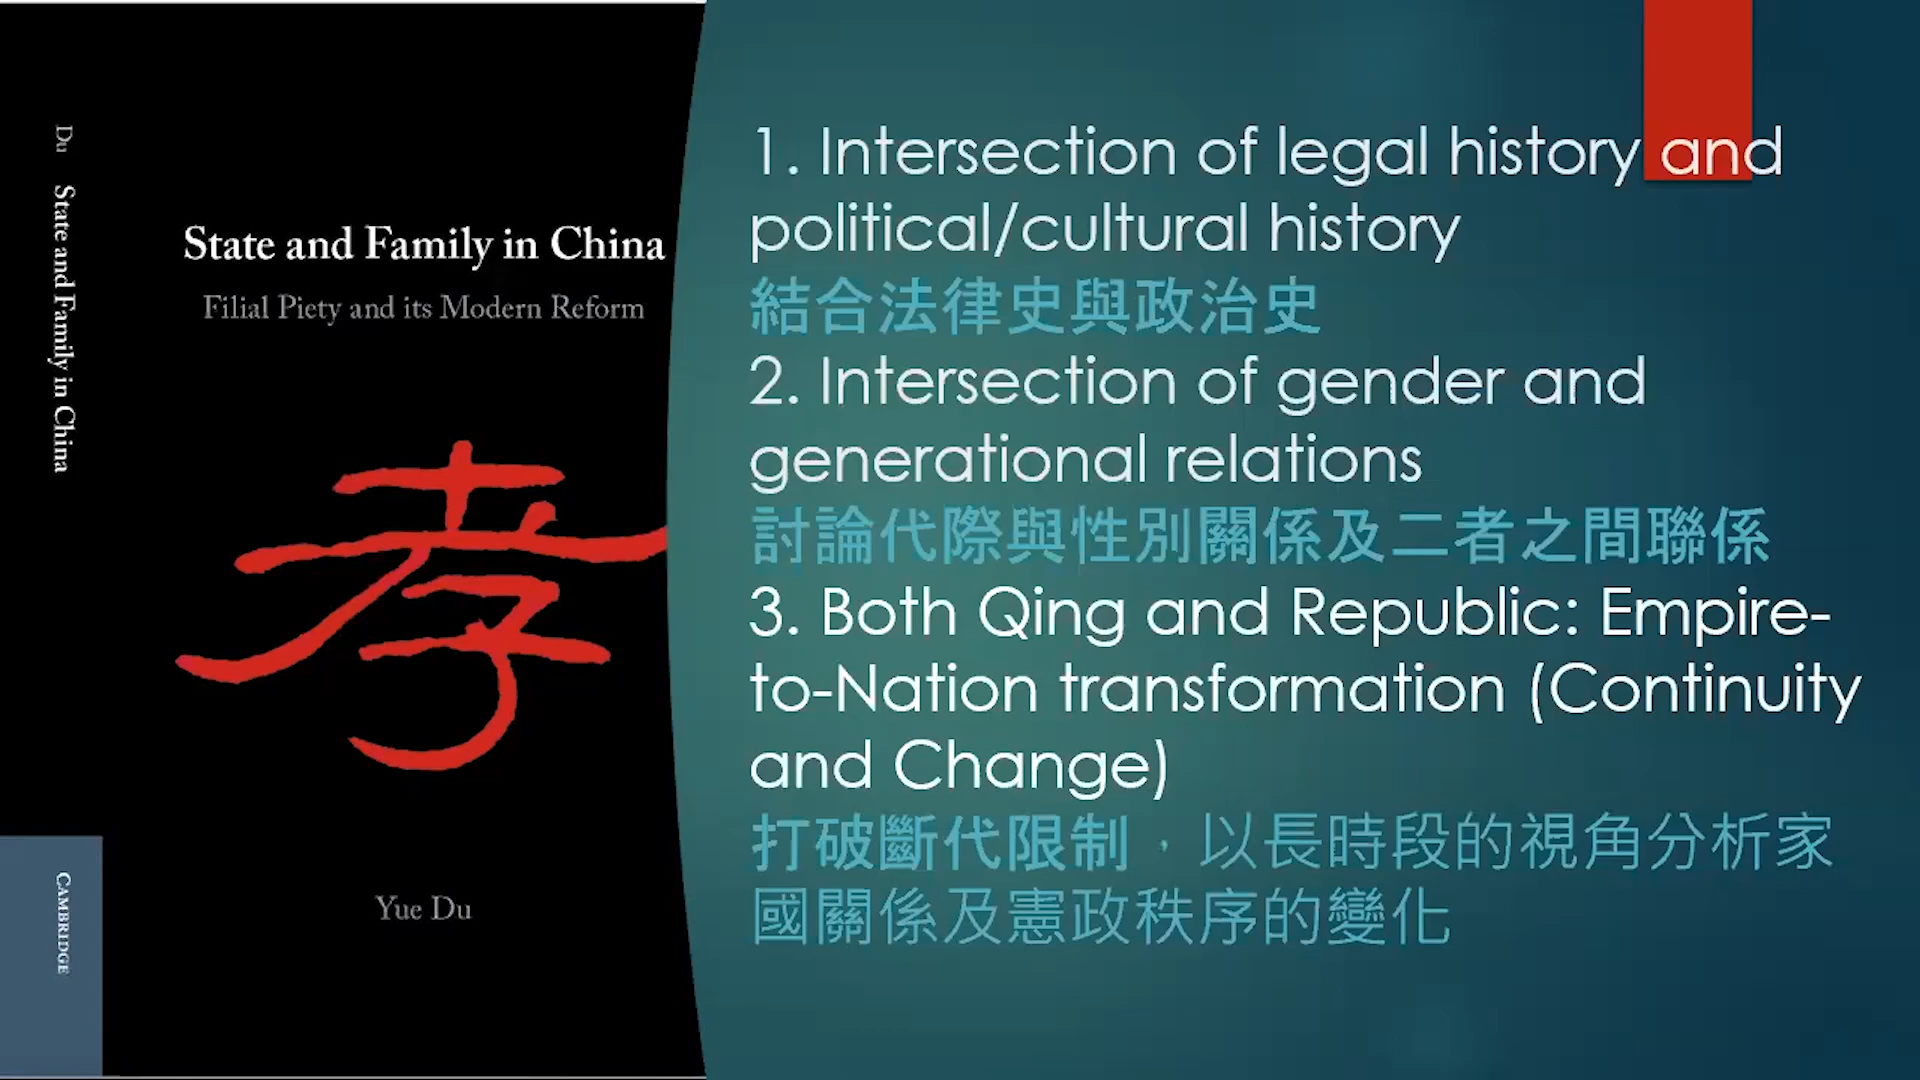 Du State and Family in China
CAMBRIDGE
State and Family in China
Filial Piety and its Modern Reform
孝
Yue Du
1. Intersection of legal history and
political/cultural history
結合法律史與政治史
2. Intersection of gender and
generational relations
討論代際與性別關係及二者之間聯係
3. Both Qing and Republic: Empire-
to-Nation transformation (Continuity
and Change)
打破斷代限制，以長時段的視角分析家
國關係及憲政秩序的變化